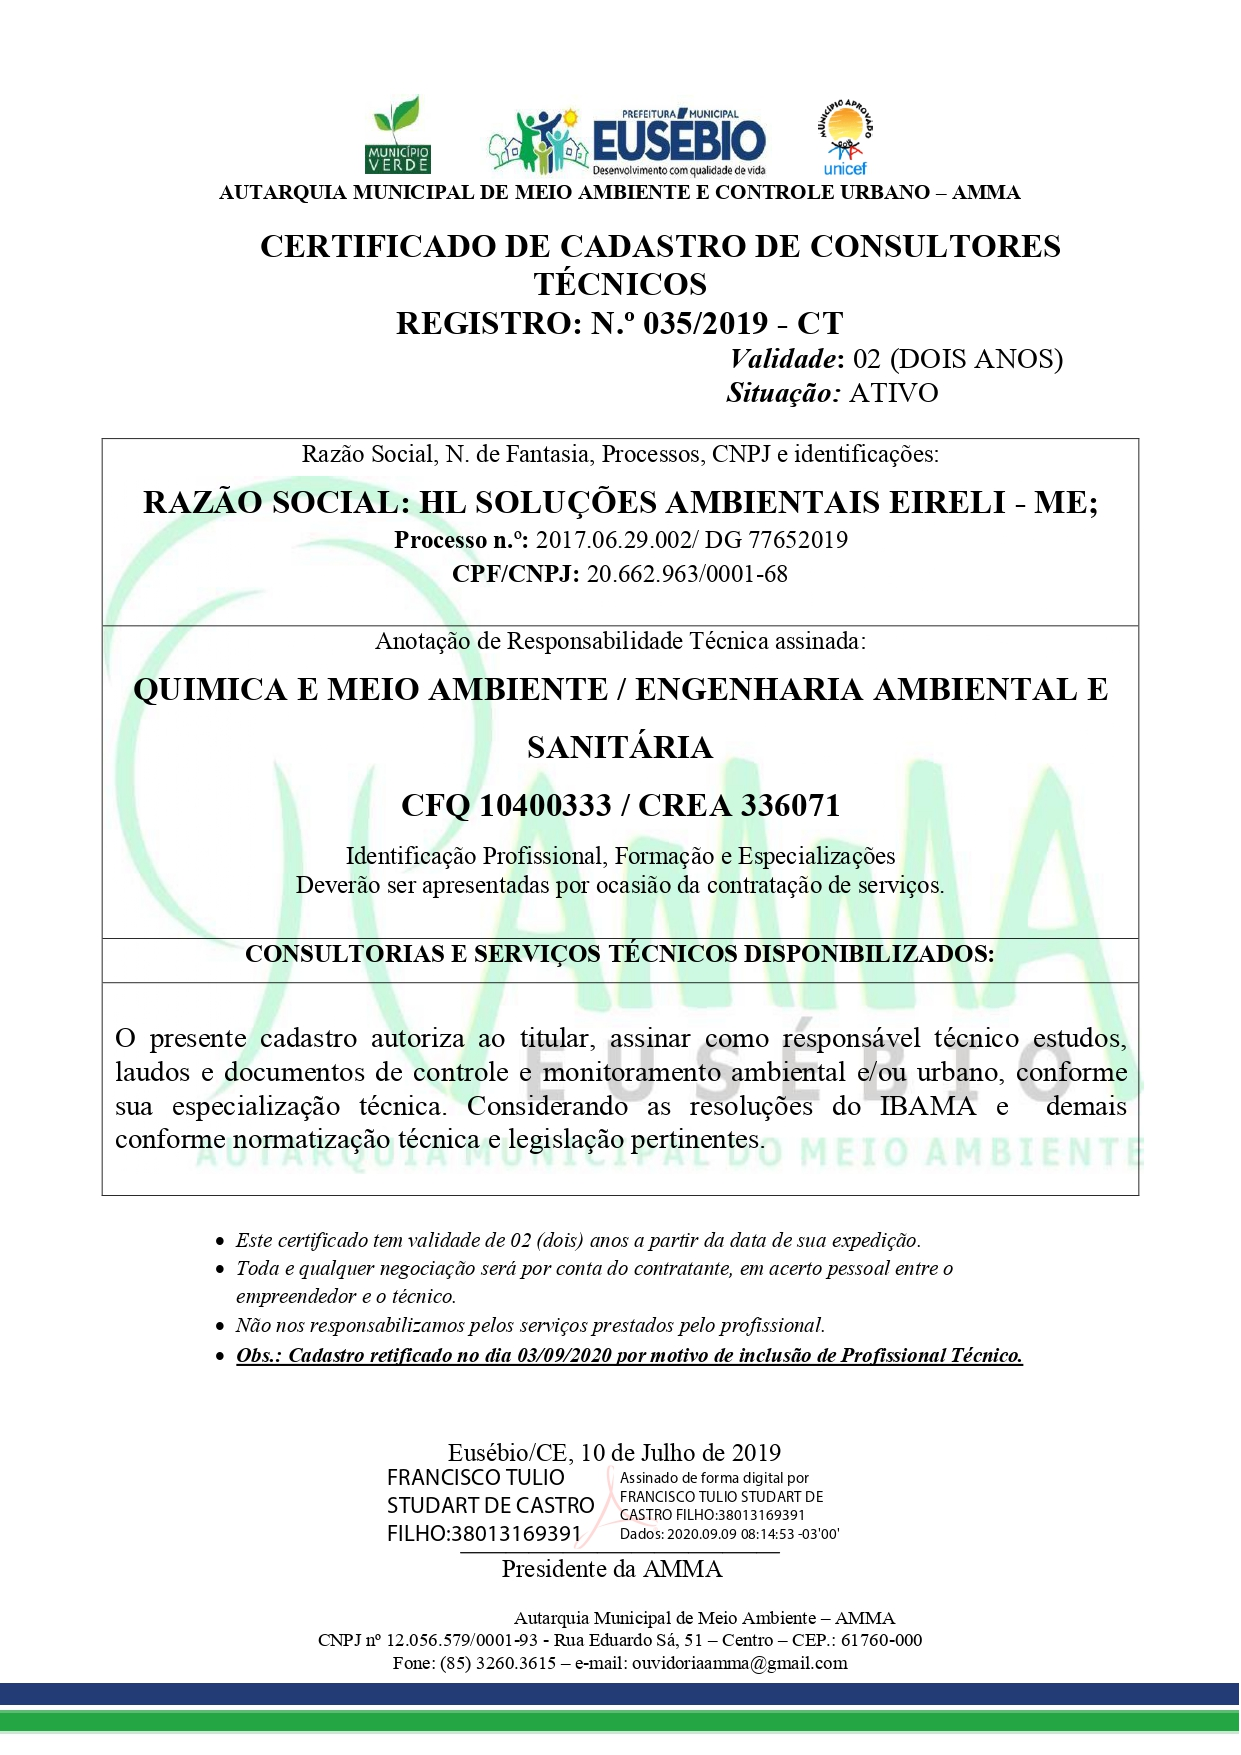 MUNICÍPIO
VERDE
PREFEITURA MUNICIPAL
EUSÉBIO
Desenvolvimento com qualidade de vida
MUNICÍPIO APROVADO
unicef
AUTARQUIA MUNICIPAL DE MEIO AMBIENTE E CONTROLE URBANO – AMMA
CERTIFICADO DE CADASTRO DE CONSULTORES
TÉCNICOS
REGISTRO: N.º 035/2019 - CT
Validade: 02 (DOIS ANOS)
Situação: ATIVO
Razão Social, N. de Fantasia, Processos, CNPJ e identificações:
RAZÃO SOCIAL: HL SOLUÇÕES AMBIENTAIS EIRELI - ME;
Processo n.º: 2017.06.29.002/ DG 77652019
CPF/CNPJ: 20.662.963/0001-68
Anotação de Responsabilidade Técnica assinada:
QUIMICA E MEIO AMBIENTE / ENGENHARIA AMBIENTAL E
SANITÁRIA
CFQ 10400333 / CREA 336071
Identificação Profissional, Formação e Especializações
Deverão ser apresentadas por ocasião da contratação de serviços.
AMMA
CONSULTORIAS E SERVIÇOS TÉCNICOS DISPONIBILIZADOS:
O presente cadastro autoriza ao titular, assinar como responsável técnico estudos,
laudos e documentos de controle e monitoramento ambiental e/ou urbano, conforme
sua especialização técnica. Considerando as resoluções do IBAMA e demais
conforme normatização técnica e legislação pertinentes.
EUSÉBIO
AUTARQUIA MUNICIPAL DO MEIO AMBIENTE
• Este certificado tem validade de 02 (dois) anos a partir da data de sua expedição.
• Toda e qualquer negociação será por conta do contratante, em acerto pessoal entre o
empreendedor e o técnico.
• Não nos responsabilizamos pelos serviços prestados pelo profissional.
• Obs.: Cadastro retificado no dia 03/09/2020 por motivo de inclusão de Profissional Técnico.
Eusébio/CE, 10 de Julho de 2019
FRANCISCO TULIO
STUDART DE CASTRO
FILHO:38013169391
Assinado de forma digital por
FRANCISCO TULIO STUDART DE
CASTRO FILHO:38013169391
Dados: 2020.09.09 08:14:53 -03'00'
Presidente da AMMA
Autarquia Municipal de Meio Ambiente – AMMA
CNPJ nº 12.056.579/0001-93 - Rua Eduardo Sá, 51 – Centro – CEP.: 61760-000
Fone: (85) 3260.3615 – e-mail: ouvidoriaamma@gmail.com